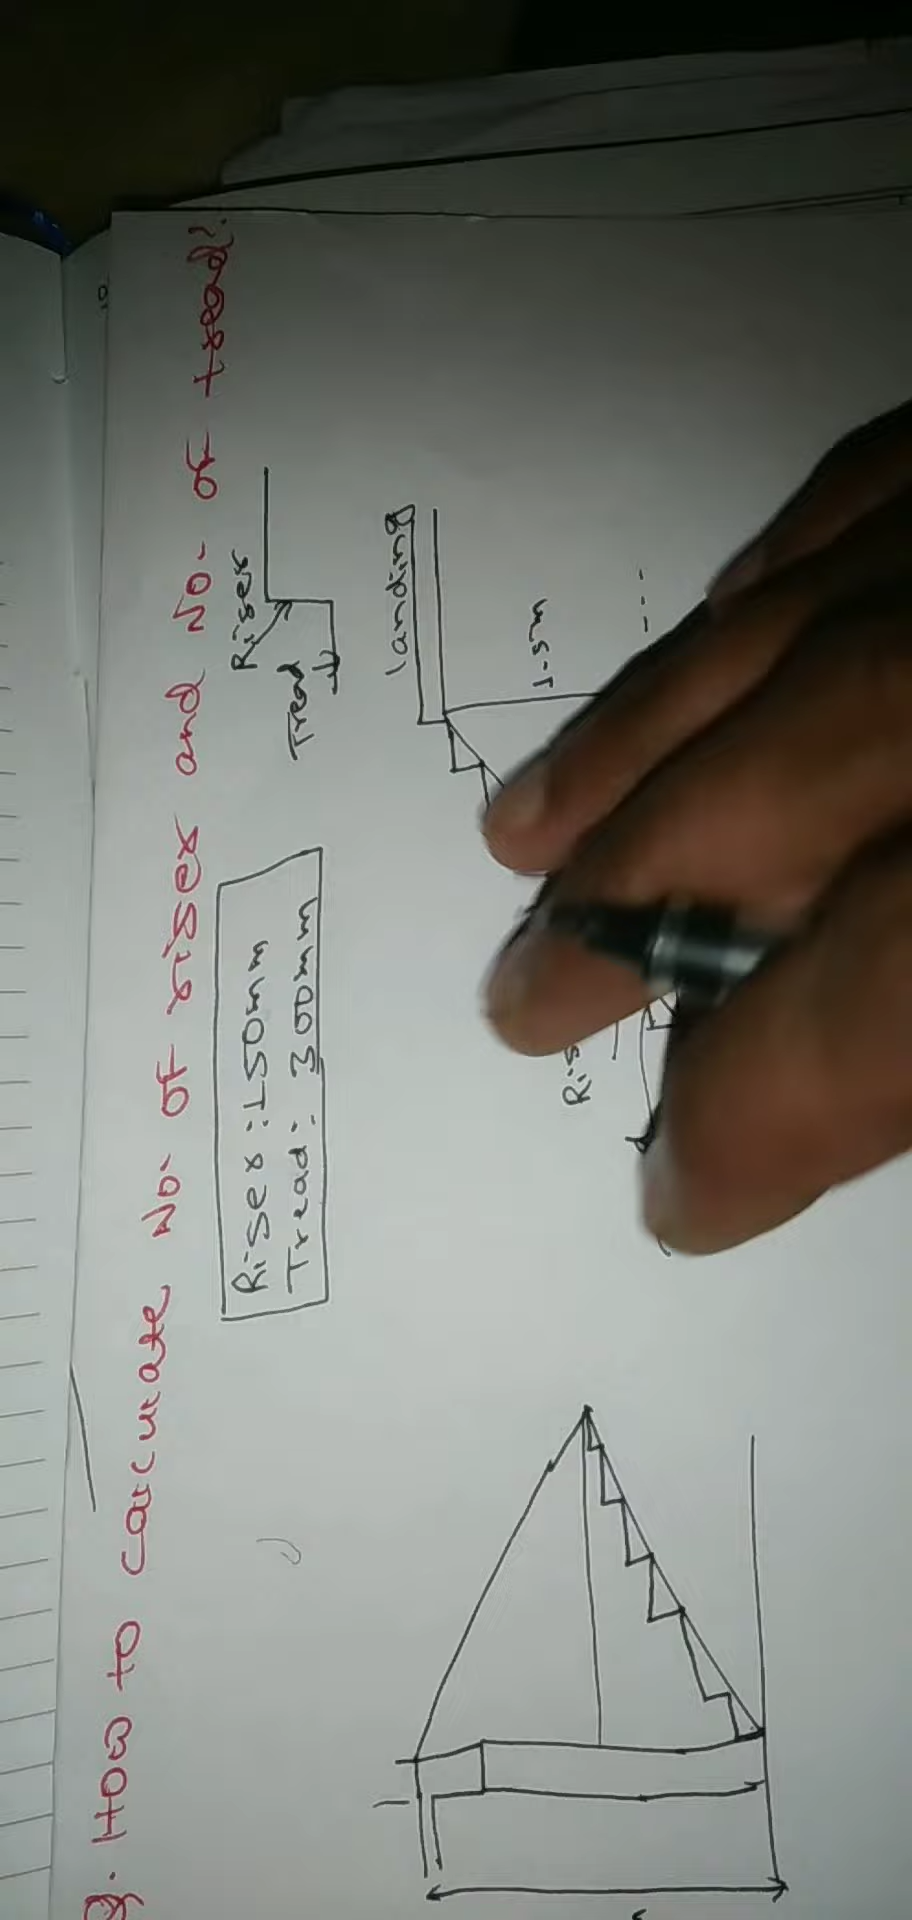 Q. How to calculate No. of riser and No. of tread?
Riser : 150mm
Tread : 300mm
Riser
Tread
landing
1.5m
Ris